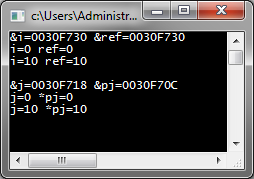 c:\Users\Administr...
&i=0030F730 &ref=0030F730
i=0 ref=0
i=10 ref=10
&j=0030F718 &pj=0030F70C
j=0 *pj=0
j=10 *pj=10